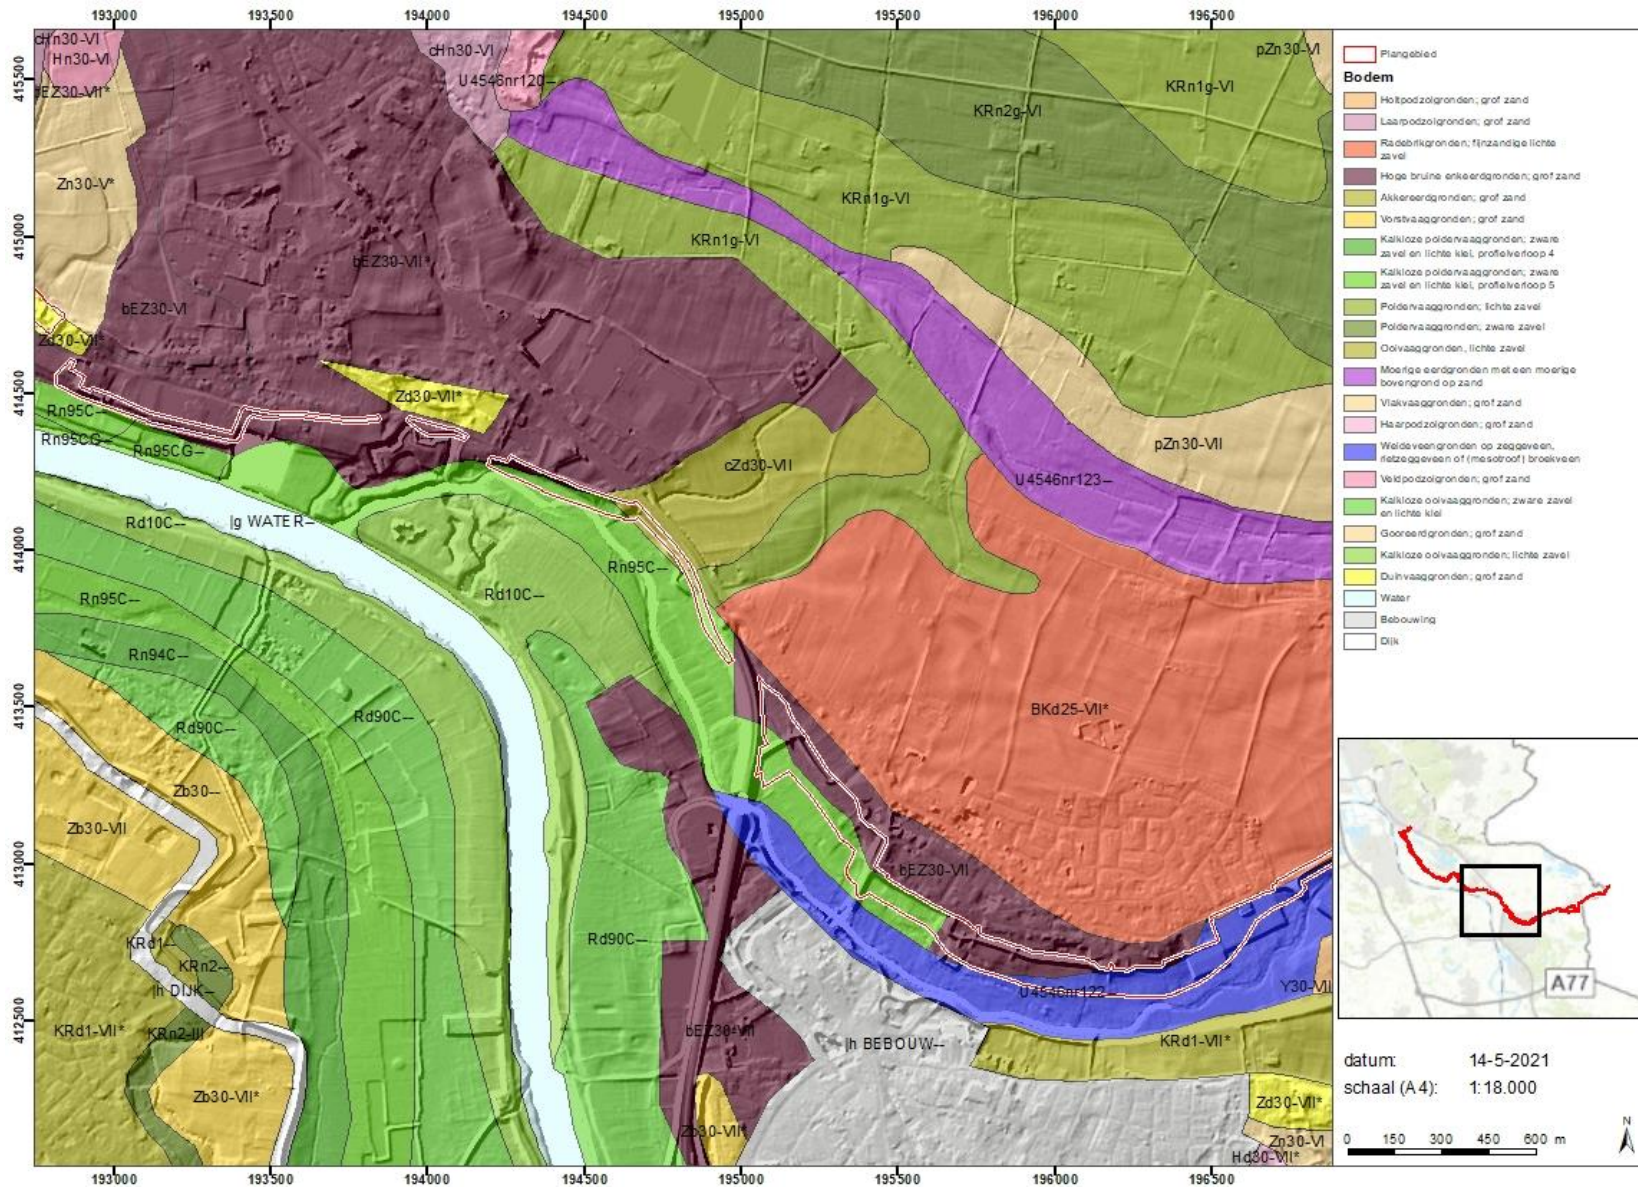 193000 193500 194000 194500 195000 195500 196000 196500
415500
415000
414500
414000
413500
413000
412500
cHn30-VI
Hn30-VI
bEZ30-VII*
Zn30-V*
bEZ30-VI
Zd30-VII*
cHn30-VI
U4546nr120--
bEZ30-VII*
KRn1g-VI
KRn2g-VI
KRn1g-VI
pZn30-VI
KRn1g-VI
Zd30-VII*
cZd30-VII
U4546nr123--
pZn30-VII
Rn95C--
Rn95CG--
Rn95CG--
Rd10C--
|g WATER--
Rd10C--
Rn95C--
Rn95C--
Rn94C--
Rd90C--
Rd90C--
BKd25-VII*
Zb30--
Zb30-VII
bEZ30-VII
KRd1--
KRn2--
|h DIJK--
KRd1-VII*
KRn2-III
Zb30-VII*
Rd90C--
bEZ30-VII
|h BEBOUW--
U4546nr122--
Y30-VII
KRd1-VII*
Zb30-VII*
Zd30-VII*
Zn30-VI
Hd30-VII*
193000 193500 194000 194500 195000 195500 196000 196500
Plangebied
Bodem
Holtpodzolgronden; grof zand
Laarpodzolgronden; grof zand
Radebrikgronden; fijnzandige lichte
zavel
Hoge bruine enkeerdgronden; grof zand
Akkereerdgronden; grof zand
Vorstvaaggronden; grof zand
Kalkloze poldervaaggronden; zware
zavel en lichte klei, profielverloop 4
Kalkloze poldervaaggronden; zware
zavel en lichte klei, profielverloop 5
Poldervaaggronden; lichte zavel
Poldervaaggronden; zware zavel
Ooivaaggronden, lichte zavel
Moerige eerdgronden met een moerige
bovengrond op zand
Vlakvaaggronden; grof zand
Haarpodzolgronden; grof zand
Weideveengronden op zeggeveen,
rietzeggeveen of (mesotroof) broekveen
Veldpodzolgronden; grof zand
Kalkloze ooivaaggronden; zware zavel
en lichte klei
Gooreerdgronden; grof zand
Kalkloze ooivaaggronden; lichte zavel
Duinvaaggronden; grof zand
Water
Bebouwing
Dijk
A77
datum: 14-5-2021
schaal (A4): 1:18.000
0 150 300 450 600 m
N